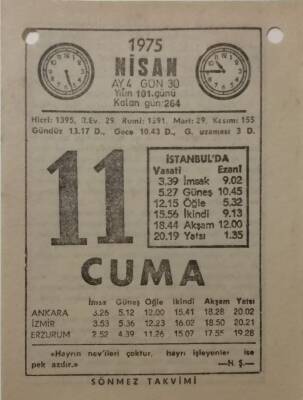 1975
NİSAN
AY 4 GÜN 30
Yılın 101. günü
Kalan gün: 264
Hicri: 1395, R.Ev. 29. Rumi: 1391. Mart: 29. Kasım: 155
Gündüz 13.17 D., Gece 10.43 D., G. uzaması 3 D.
11
İSTANBUL'DA
Vasati Ezanî
3.39 İmsak 9.02
5.27 Güneş 10.45
12.15 Öğle 5.32
15.56 İkindi 9.13
18.44 Akşam 12.00
20.19 Yatsı 1.35
CUMA
İmsak Güneş Öğle İkindi Akşam Yatsı
ANKARA 3.26 5.12 12.00 15.41 18.28 20.02
İZMİR 3.53 5.36 12.23 16.02 18.50 20.21
ERZURUM 2.52 4.39 11.26 15.07 17.55 19.28
«Hayrın nev'ileri çoktur, hayrı işleyenler ise
pek azdır.» —H. Ş.—
SÖNMEZ TAKVİMİ